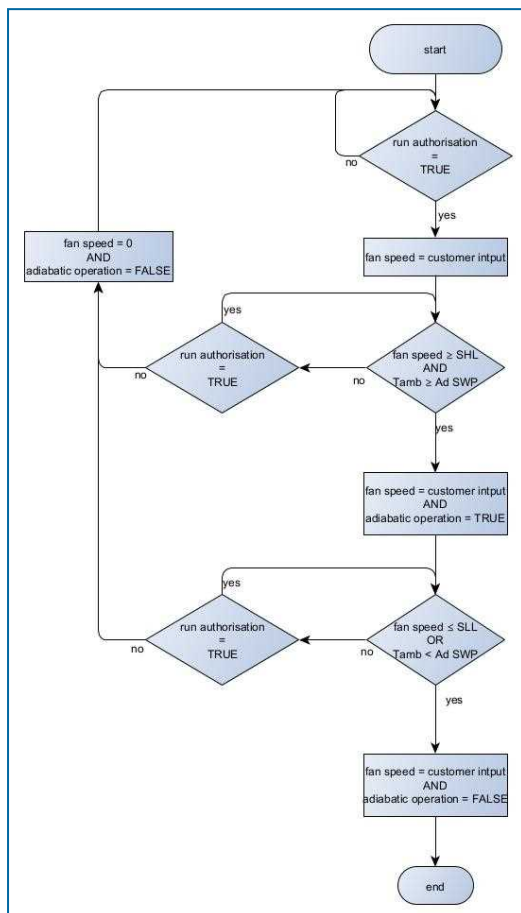 start
run authorisation
=
TRUE
no
yes
fan speed = 0
AND
adiabatic operation = FALSE
fan speed = customer intput
yes
run authorisation
=
TRUE
no
no
fan speed ≥ SHL
AND
Tamb ≥ Ad SWP
yes
fan speed = customer intput
AND
adiabatic operation = TRUE
yes
run authorisation
=
TRUE
no
no
fan speed ≤ SLL
OR
Tamb < Ad SWP
yes
fan speed = customer intput
AND
adiabatic operation = FALSE
end